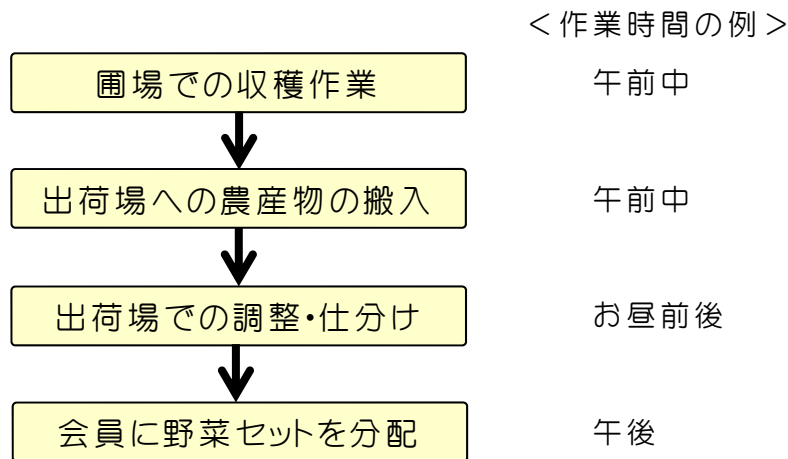 ＜作業時間の例＞
圃場での収穫作業　午前中
出荷場への農産物の搬入　午前中
出荷場での調整・仕分け　お昼前後
会員に野菜セットを分配　午後